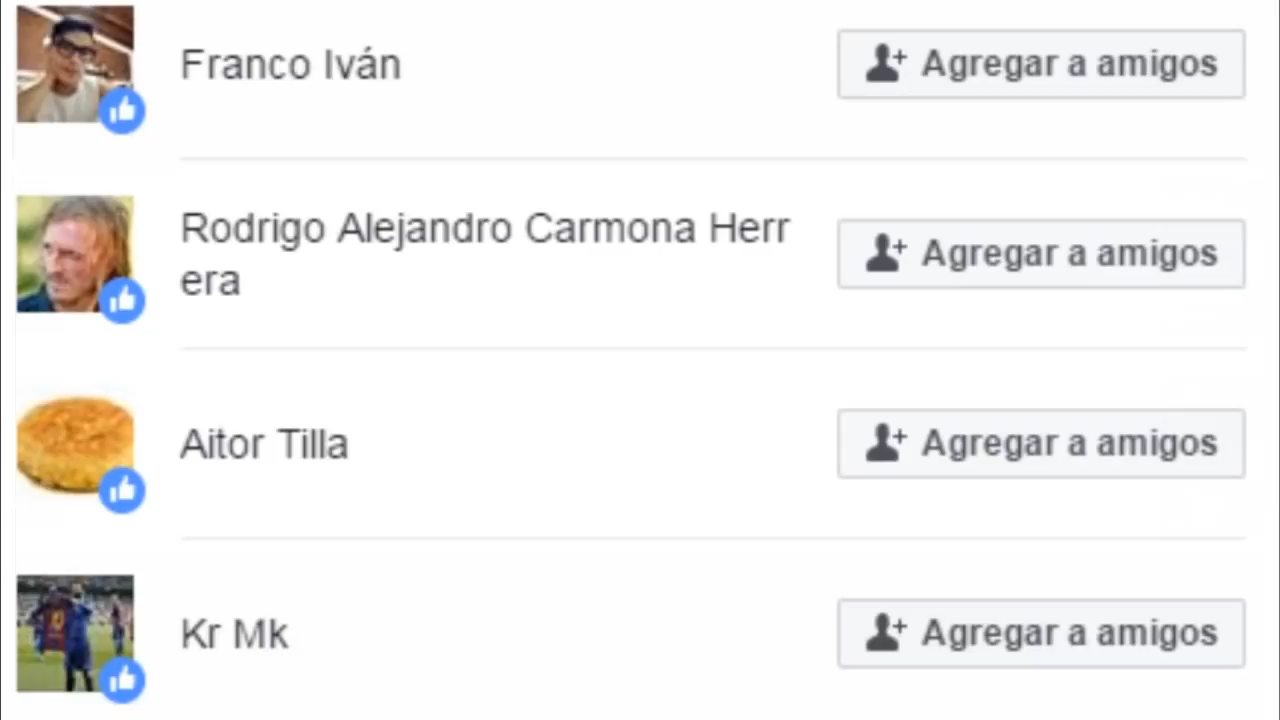 Franco Iván
Agregar a amigos
Rodrigo Alejandro Carmona Herr
era
Agregar a amigos
Aitor Tilla
Agregar a amigos
Kr Mk
Agregar a amigos